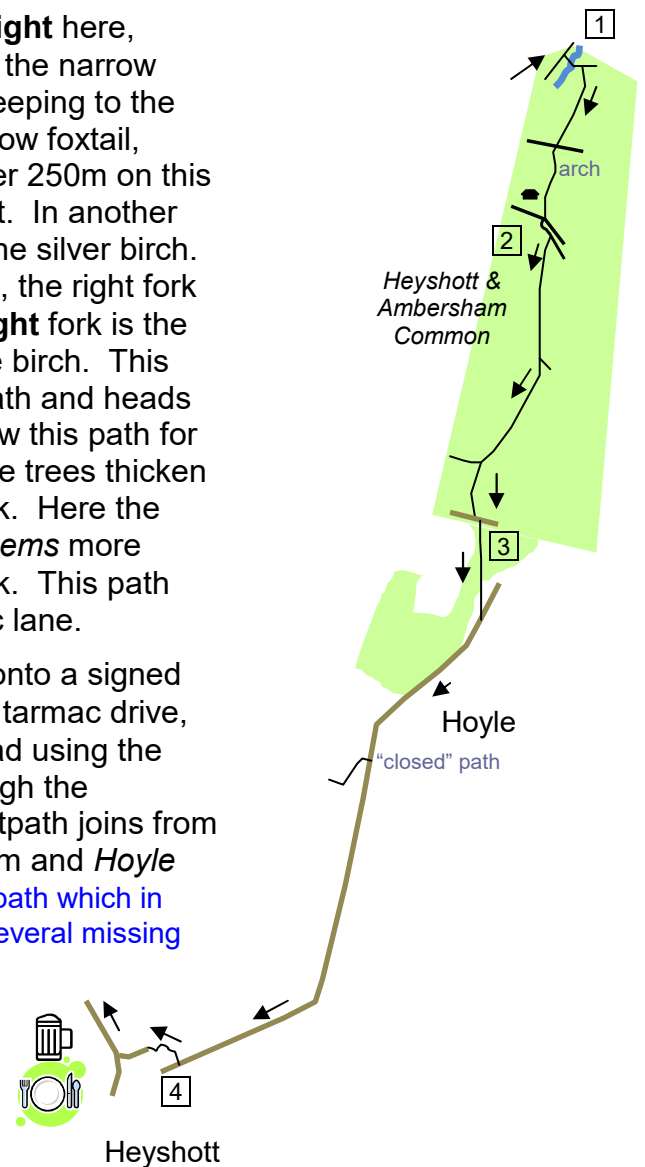 ight here,
the narrow
eeping to the
ow foxtail,
er 250m on this
t. In another
ne silver birch.
, the right fork
ght fork is the
e birch. This
ath and heads
w this path for
e trees thicken
k. Here the
ems more
k. This path
c lane.
onto a signed
tarmac drive,
ad using the
gh the
tpath joins from
m and Hoyle
path which in
everal missing
1
arch
2
Heyshott &
Ambersham
Common
3
Hoyle
“closed” path
4
Heyshott